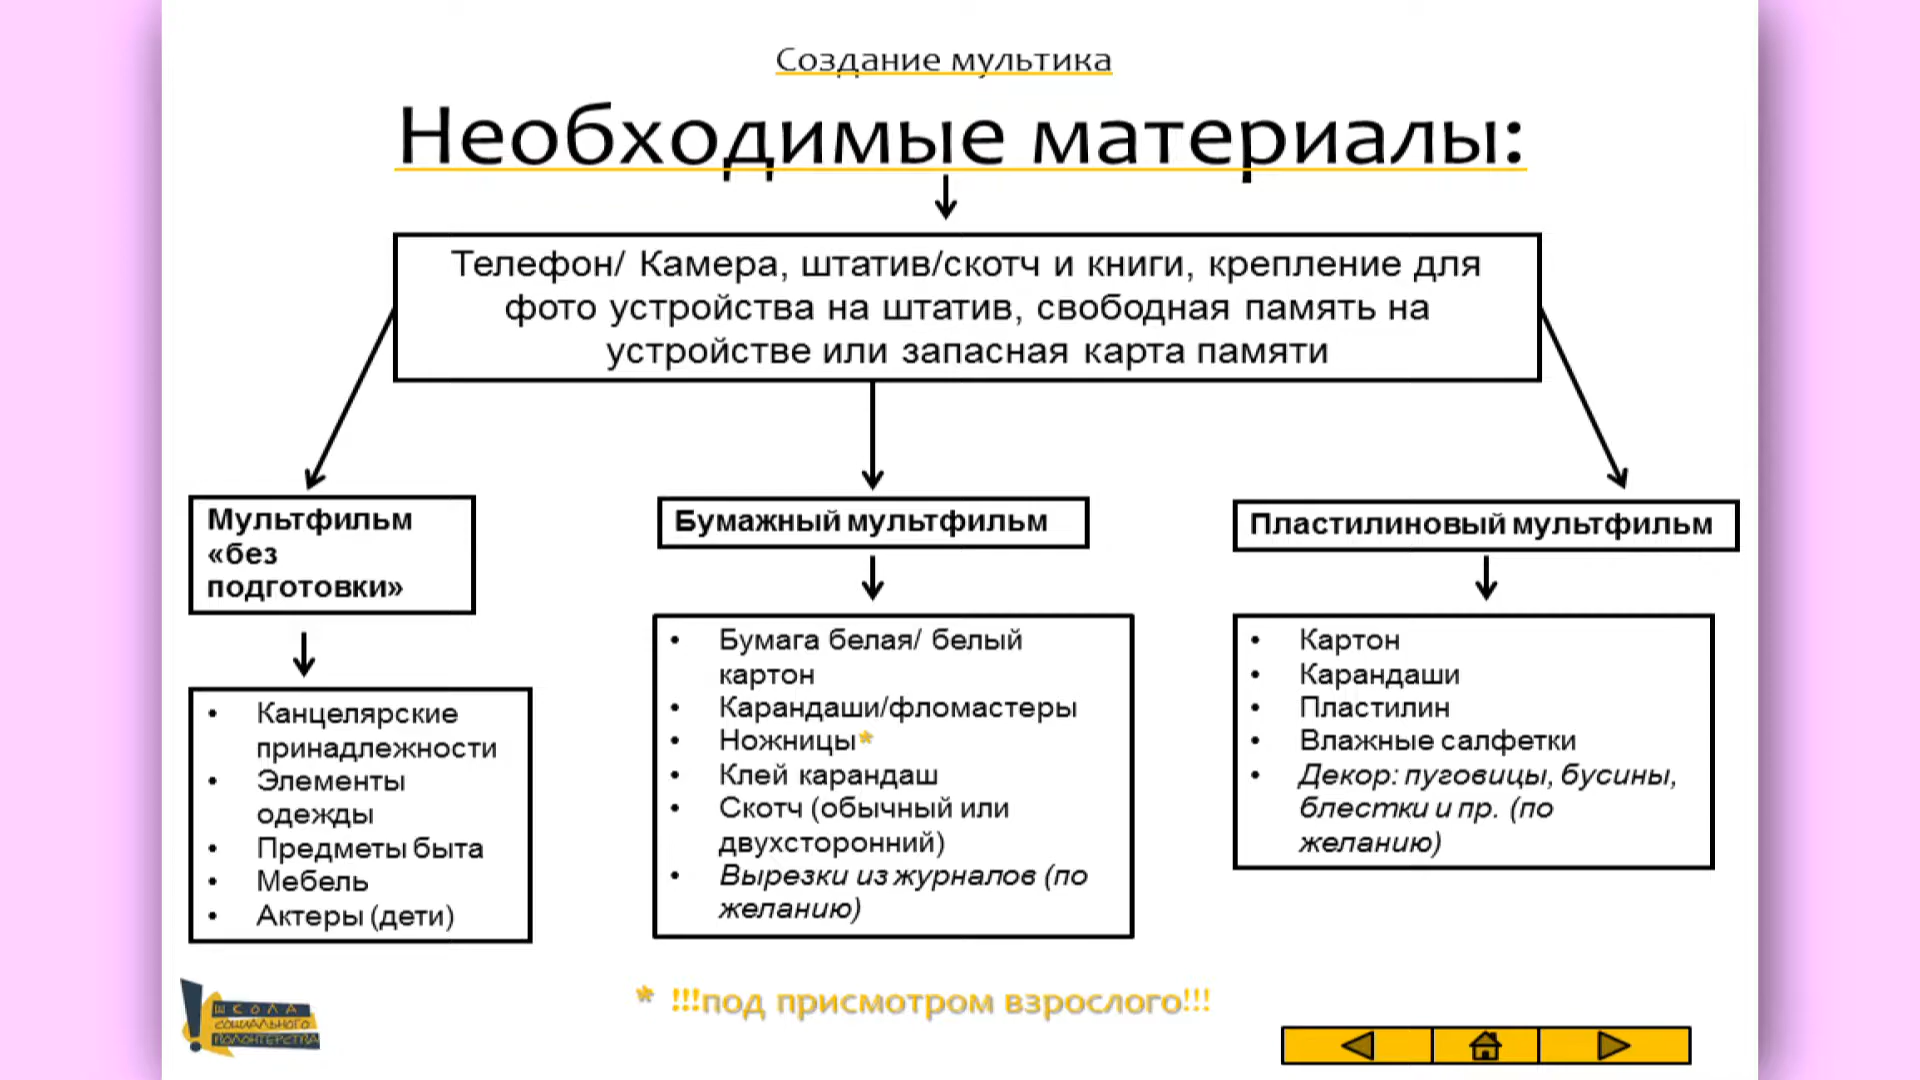 Создание мультика
Необходимые материалы:
Телефон/ Камера, штатив/скотч и книги, крепление для
фото устройства на штатив, свободная память на
устройстве или запасная карта памяти
Мультфильм
«без
подготовки»
• Канцелярские
принадлежности
• Элементы
одежды
• Предметы быта
• Мебель
• Актеры (дети)
Бумажный мультфильм
• Бумага белая/ белый
картон
• Карандаши/фломастеры
• Ножницы*
• Клей карандаш
• Скотч (обычный или
двухсторонний)
• Вырезки из журналов (по
желанию)
Пластилиновый мультфильм
• Картон
• Карандаши
• Пластилин
• Влажные салфетки
• Декор: пуговицы, бусины,
блестки и пр. (по
желанию)
* !!!под присмотром взрослого!!!
ШКОЛА
СОЦИАЛЬНОГО
ВОЛОНТЕРСТВА